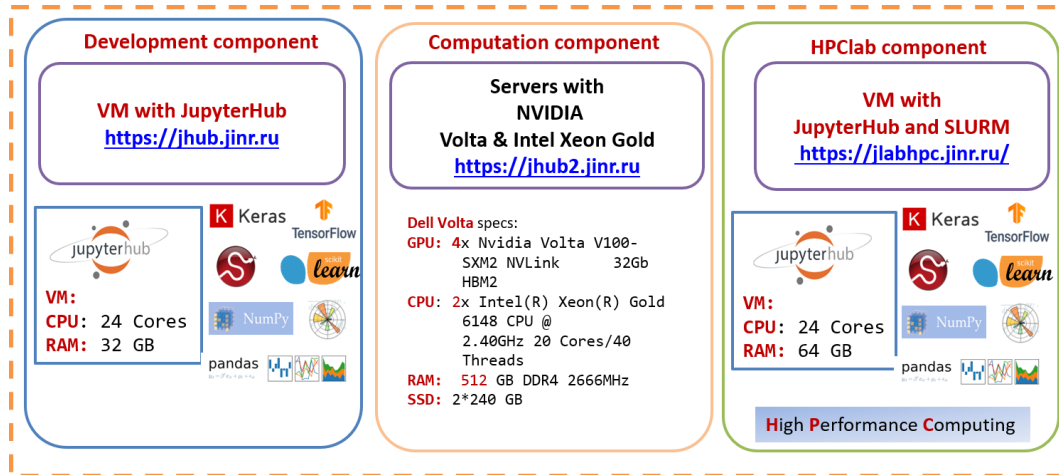 Development component
VM with JupyterHub
https://jhub.jinr.ru
jupyterhub
VM:
CPU: 24 Cores
RAM: 32 GB
K Keras
TensorFlow
S
scikit
learn
NumPy
pandas
Computation component
Servers with
NVIDIA
Volta & Intel Xeon Gold
https://jhub2.jinr.ru
Dell Volta specs:
GPU: 4x Nvidia Volta V100-
SXM2 NVLink 32Gb
HBM2
CPU: 2x Intel(R) Xeon(R) Gold
6148 CPU @
2.40GHz 20 Cores/40
Threads
RAM: 512 GB DDR4 2666MHz
SSD: 2*240 GB
HPClab component
VM with
JupyterHub and SLURM
https://jlabhpc.jinr.ru/
jupyterhub
VM:
CPU: 24 Cores
RAM: 64 GB
K Keras
TensorFlow
S
scikit
learn
NumPy
pandas
High Performance Computing